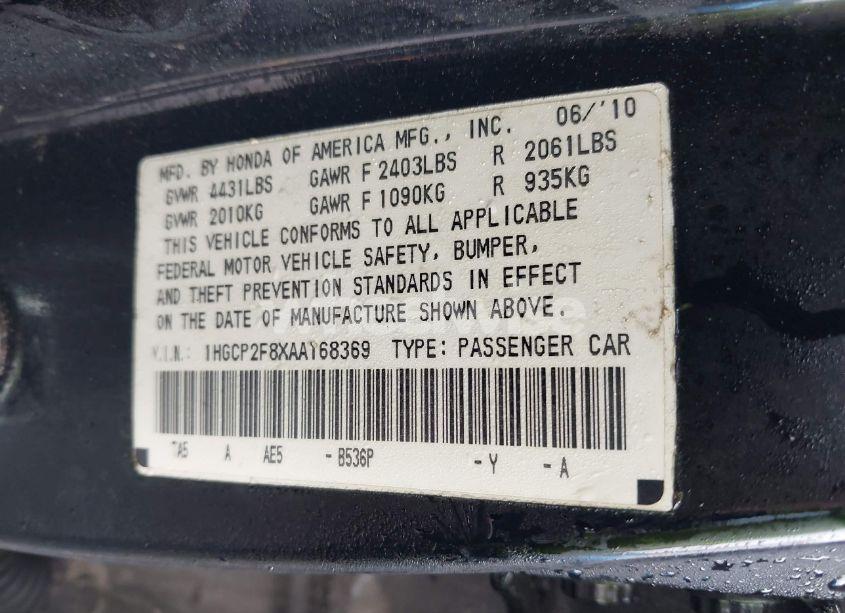 MFD. BY HONDA OF AMERICA MFG., INC. 06/'10
GVWR 4431LBS GAWR F 2403LBS R 2061LBS
GVWR 2010KG GAWR F 1090KG R 935KG
THIS VEHICLE CONFORMS TO ALL APPLICABLE
FEDERAL MOTOR VEHICLE SAFETY, BUMPER,
AND THEFT PREVENTION STANDARDS IN EFFECT
ON THE DATE OF MANUFACTURE SHOWN ABOVE.
V.I.N.: 1HGCP2F8XAA168369 TYPE: PASSENGER CAR
TA5 A AE5 - B536P - Y - A